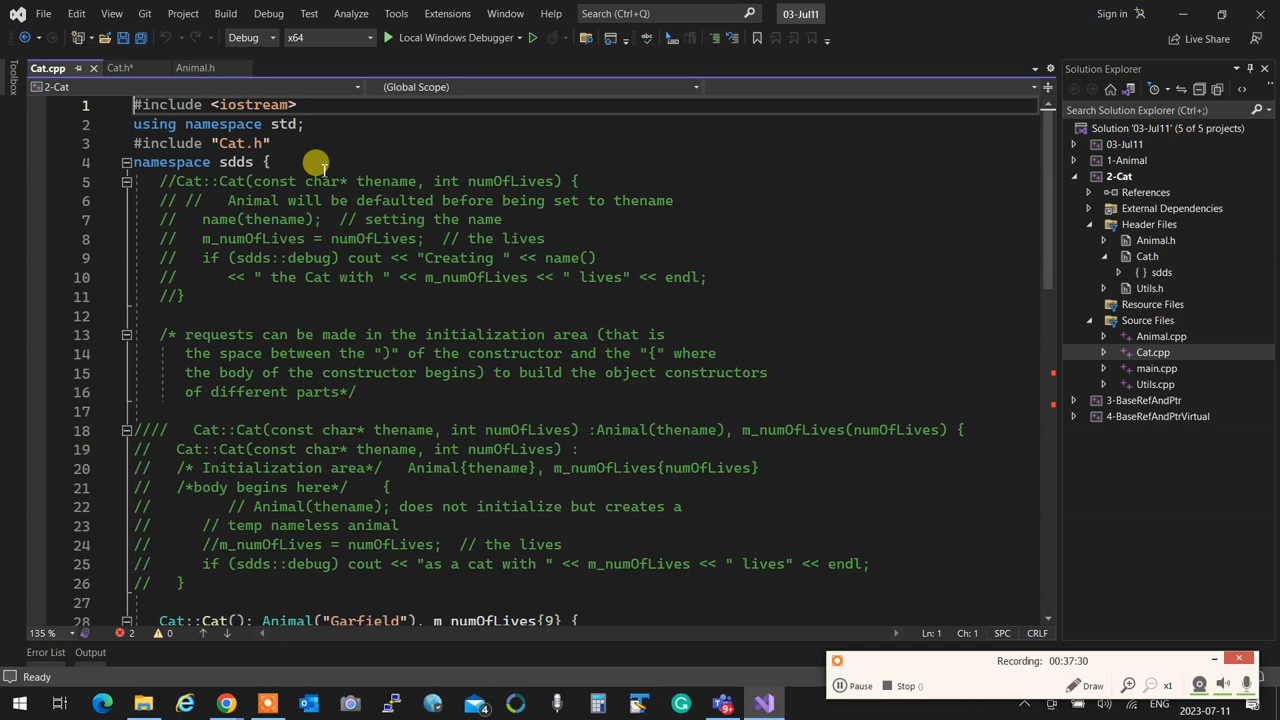 File Edit View Git Project Build Debug Test Analyze Tools Extensions Window Help Search (Ctrl+Q) 03-Jul11 Sign in
Debug x64 Local Windows Debugger Live Share
Toolbox
Cat.cpp Cat.h* Animal.h
2-Cat (Global Scope)
1 #include <iostream>
2 using namespace std;
3 #include "Cat.h"
4 namespace sdds {
5 //Cat::Cat(const char* thename, int numOfLives) {
6 // // Animal will be defaulted before being set to thename
7 // name(thename); // setting the name
8 // m_numOfLives = numOfLives; // the lives
9 // if (sdds::debug) cout << "Creating " << name()
10 // << " the Cat with " << m_numOfLives << " lives" << endl;
11 //}
12
13 /* requests can be made in the initialization area (that is
14 the space between the ")" of the constructor and the "{" where
15 the body of the constructor begins) to build the object constructors
16 of different parts*/
17
18 //// Cat::Cat(const char* thename, int numOfLives) :Animal(thename), m_numOfLives(numOfLives) {
19 // Cat::Cat(const char* thename, int numOfLives) :
20 // /* Initialization area*/ Animal{thename}, m_numOfLives{numOfLives}
21 // /*body begins here*/ {
22 // // Animal(thename); does not initialize but creates a
23 // // temp nameless animal
24 // //m_numOfLives = numOfLives; // the lives
25 // if (sdds::debug) cout << "as a cat with " << m_numOfLives << " lives" << endl;
26 // }
27
28 Cat::Cat(): Animal("Garfield"), m_numOfLives{9} {
135 % 2 0 Ln: 1 Ch: 1 SPC CRLF
Error List Output
Ready
Solution Explorer
Search Solution Explorer (Ctrl+;)
Solution '03-Jul11' (5 of 5 projects)
03-Jul11
1-Animal
2-Cat
References
External Dependencies
Header Files
Animal.h
Cat.h
{ } sdds
Utils.h
Resource Files
Source Files
Animal.cpp
Cat.cpp
main.cpp
Utils.cpp
3-BaseRefAndPtr
4-BaseRefAndPtrVirtual
Recording: 00:37:30
Pause Stop () Draw x1
4 9+ 2023-07-11